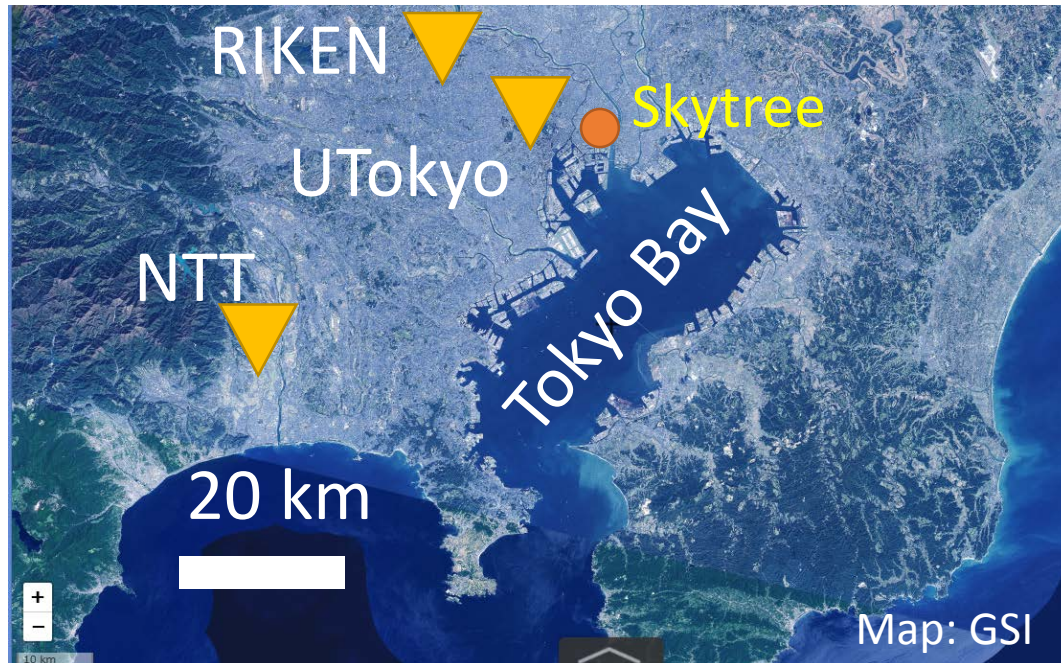 RIKEN
Skytree
UTokyo
Tokyo Bay
NTT
20 km
+
−
10 km
Map: GSI